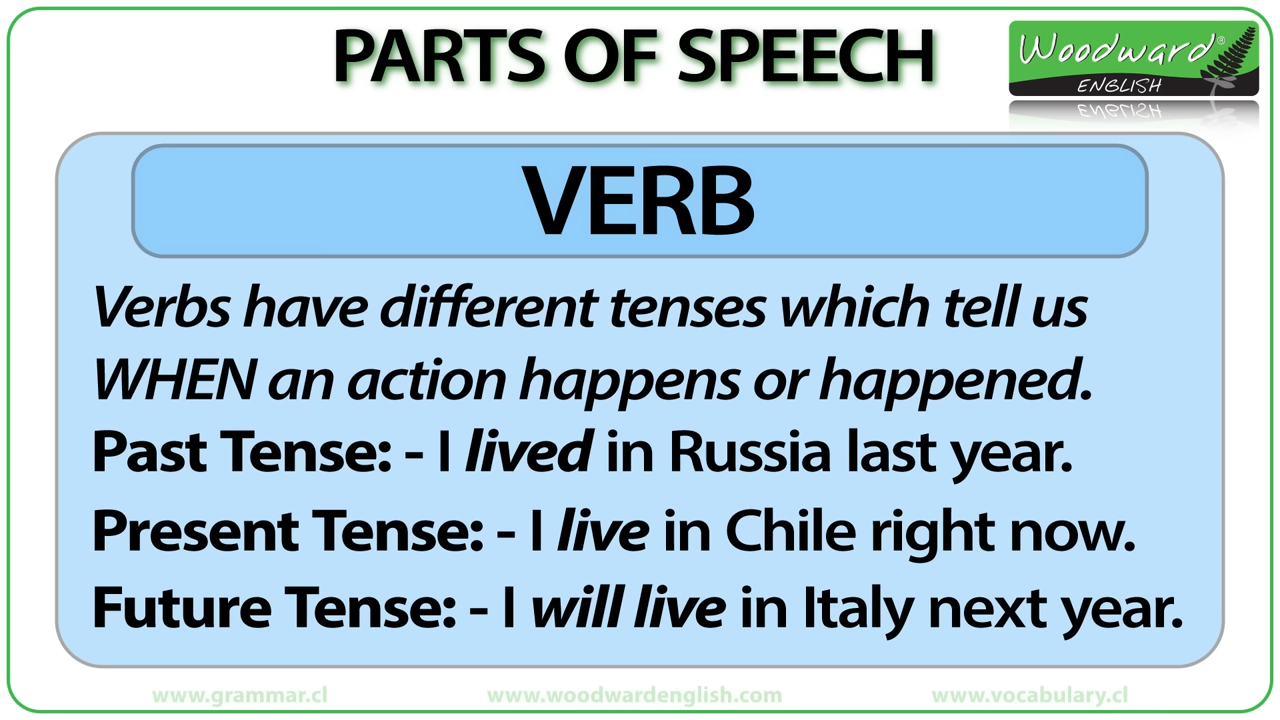 PARTS OF SPEECH
Woodward®
ENGLISH
VERB
Verbs have different tenses which tell us
WHEN an action happens or happened.
Past Tense: - I lived in Russia last year.
Present Tense: - I live in Chile right now.
Future Tense: - I will live in Italy next year.
www.grammar.cl www.woodwardenglish.com www.vocabulary.cl